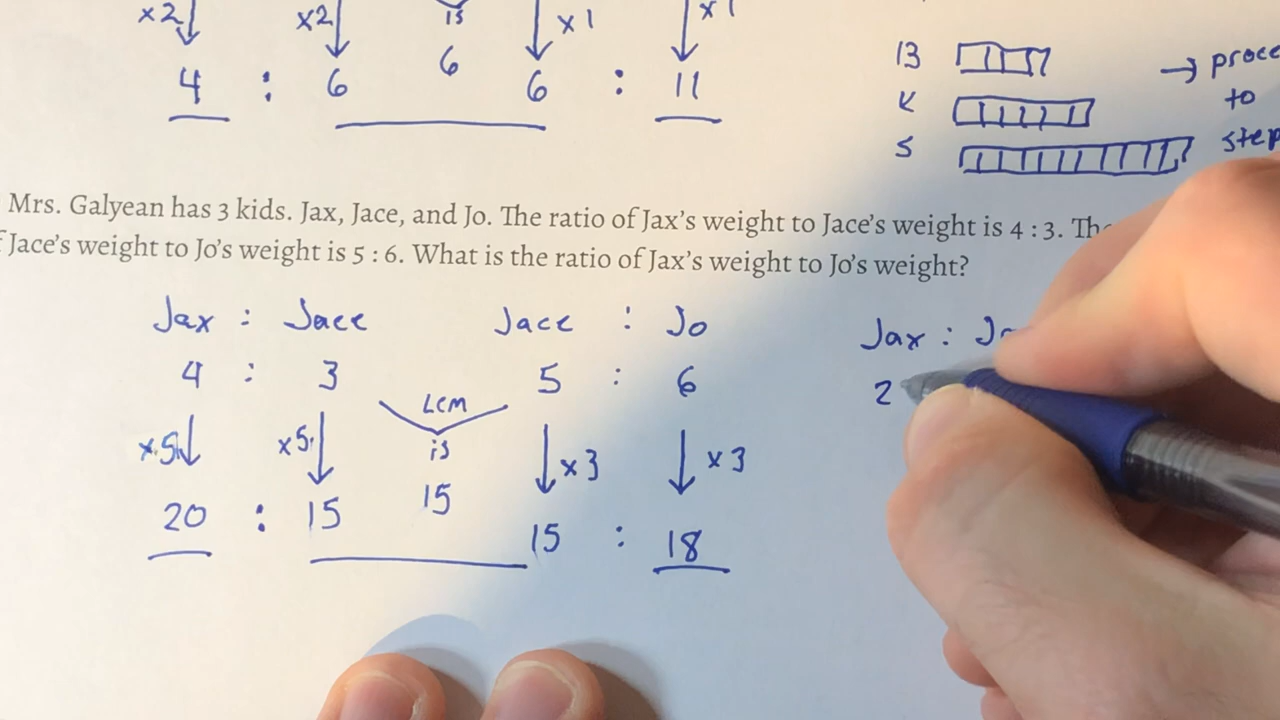 x2 x2 is x1 x1
6
4 : 6 6 : 11
13
K → to
S
Mrs. Galyean has 3 kids. Jax, Jace, and Jo. The ratio of Jax's weight to Jace's weight is 4 : 3.
Jace's weight to Jo's weight is 5 : 6. What is the ratio of Jax's weight to Jo's weight?
Jax : Jace Jace : Jo Jax :
4 : 3 5 : 6 2
LCM
x5 x5 is x3 x3
15
20 : 15 15 : 18